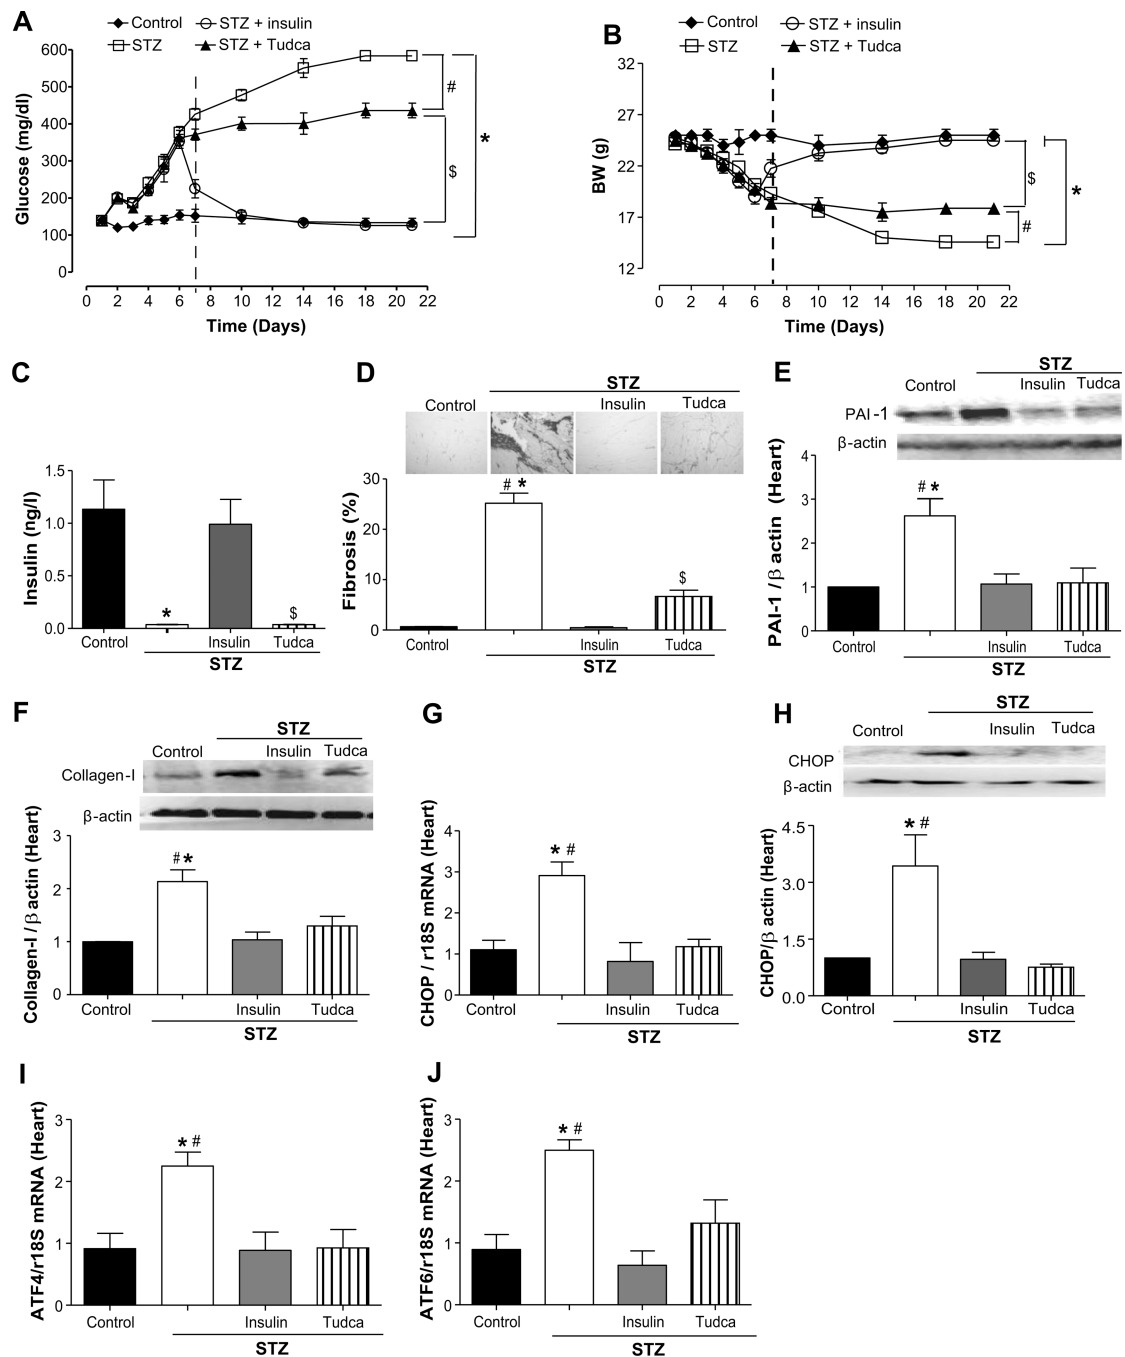 A
Control
STZ + insulin
STZ
STZ + Tudca
Glucose (mg/dl)
600
500
400
300
200
100
0
#
*
$
0 2 4 6 8 10 12 14 16 18 20 22
Time (Days)
B
Control
STZ + insulin
STZ
STZ + Tudca
BW (g)
32
27
22
17
12
$
*
#
0 2 4 6 8 10 12 14 16 18 20 22
Time (Days)
C
Insulin (ng/l)
1.5
1.0
0.5
0.0
*
$
Control
Insulin
Tudca
STZ
D
STZ
Control
Insulin
Tudca
Fibrosis (%)
30
20
10
0
# *
$
Control
Insulin
Tudca
STZ
E
STZ
Control
Insulin
Tudca
PAI-1
β-actin
PAI-1 /β actin (Heart)
4
3
2
1
0
# *
Control
Insulin
Tudca
STZ
F
STZ
Control
Insulin
Tudca
Collagen-I
β-actin
Collagen-I /β actin (Heart)
3
2
1
0
# *
Control
Insulin
Tudca
STZ
G
CHOP / r18S mRNA (Heart)
4
3
2
1
0
* #
Control
Insulin
Tudca
STZ
H
STZ
Control
Insulin
Tudca
CHOP
β-actin
CHOP/β actin (Heart)
4.5
3.0
1.5
0.0
* #
Control
Insulin
Tudca
STZ
I
ATF4/r18S mRNA (Heart)
3
2
1
0
* #
Control
Insulin
Tudca
STZ
J
ATF6/r18S mRNA (Heart)
3
2
1
0
* #
Control
Insulin
Tudca
STZ